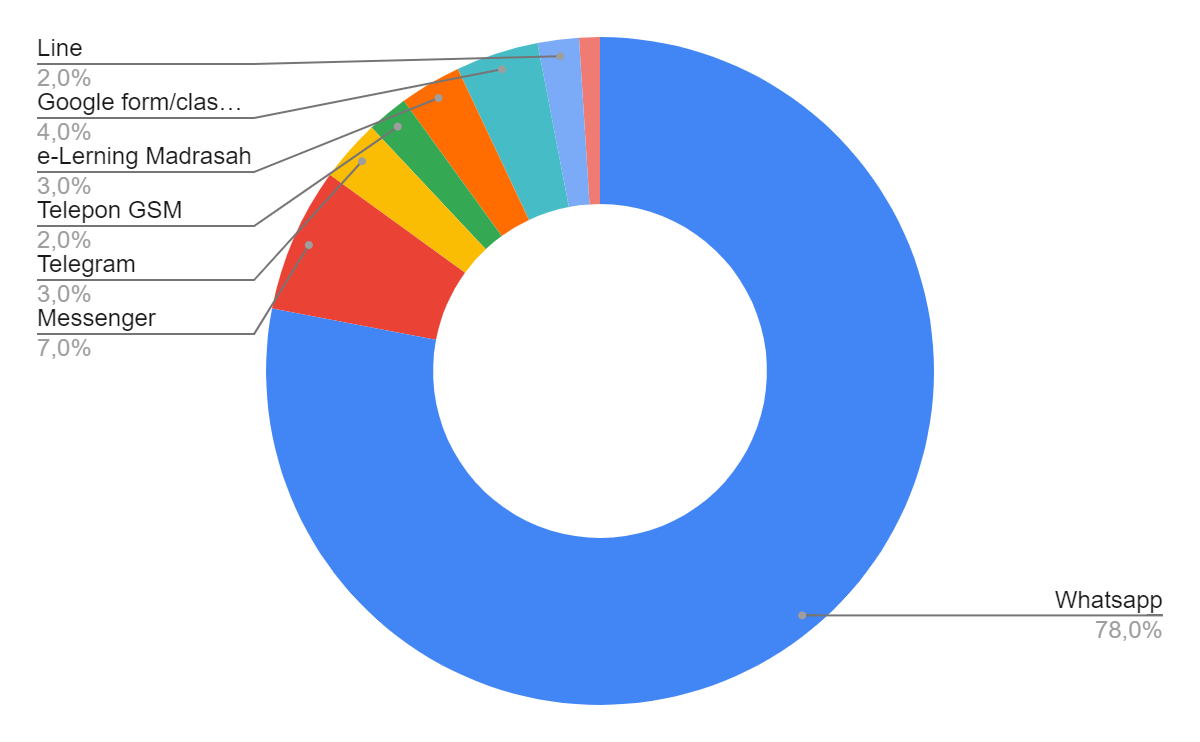 Line
2,0%
Google form/clas…
4,0%
e-Lerning Madrasah
3,0%
Telepon GSM
2,0%
Telegram
3,0%
Messenger
7,0%
Whatsapp
78,0%